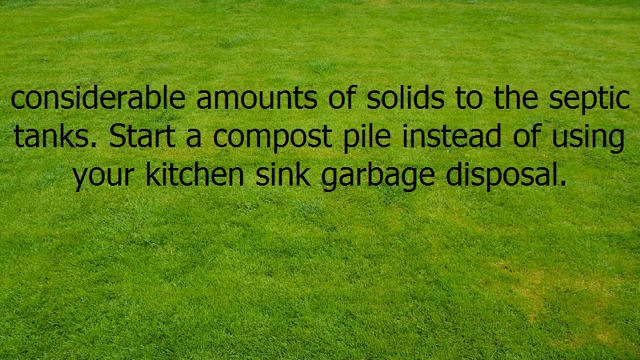 considerable amounts of solids to the septic
tanks. Start a compost pile instead of using
your kitchen sink garbage disposal.